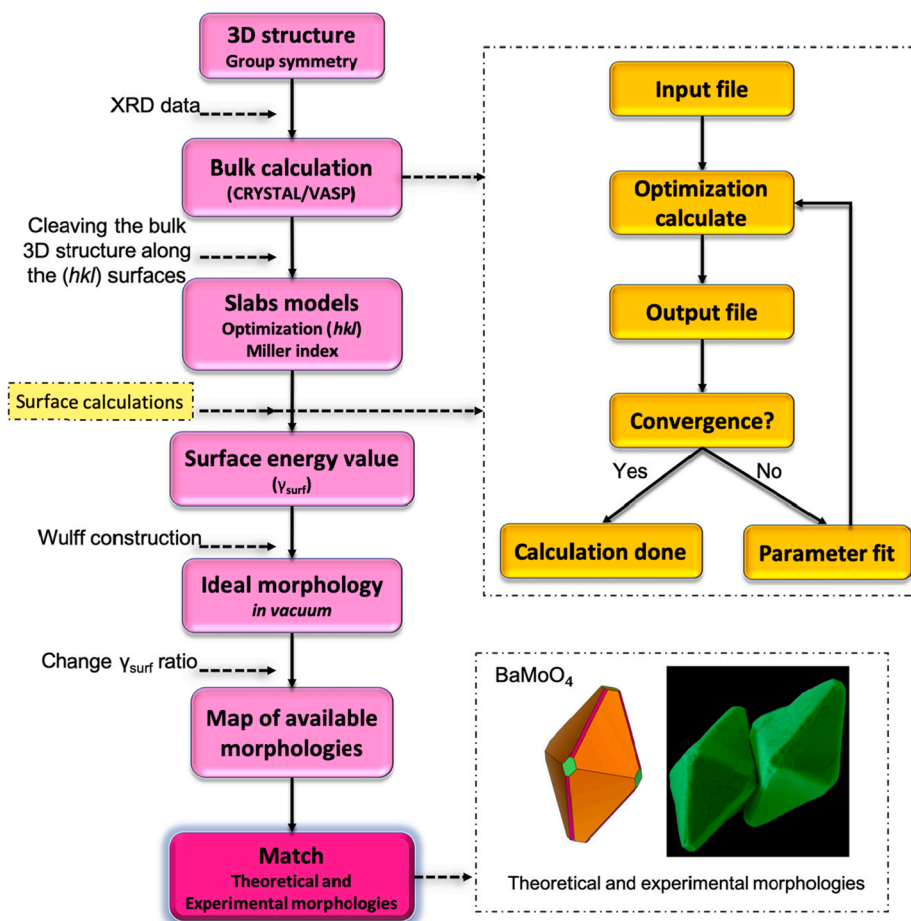 3D structure
Group symmetry
XRD data
Bulk calculation
(CRYSTAL/VASP)
Cleaving the bulk
3D structure along
the (hkl) surfaces
Slabs models
Optimization (hkl)
Miller index
Surface calculations
Surface energy value
(γsurf)
Wulff construction
Ideal morphology
in vacuum
Change γsurf ratio
Map of available
morphologies
Match
Theoretical and
Experimental morphologies
Input file
Optimization
calculate
Output file
Convergence?
Yes
No
Calculation done
Parameter fit
BaMoO4
Theoretical and experimental morphologies